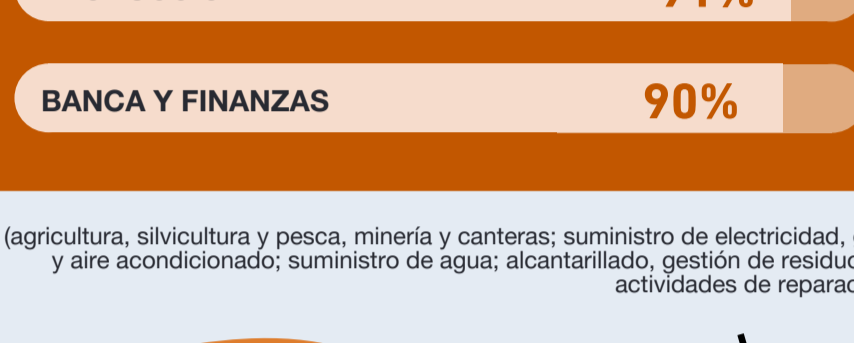 BANCA Y FINANZAS 90%
(agricultura, silvicultura y pesca, minería y canteras; suministro de electricidad,
y aire acondicionado; suministro de agua; alcantarillado, gestión de
actividades de